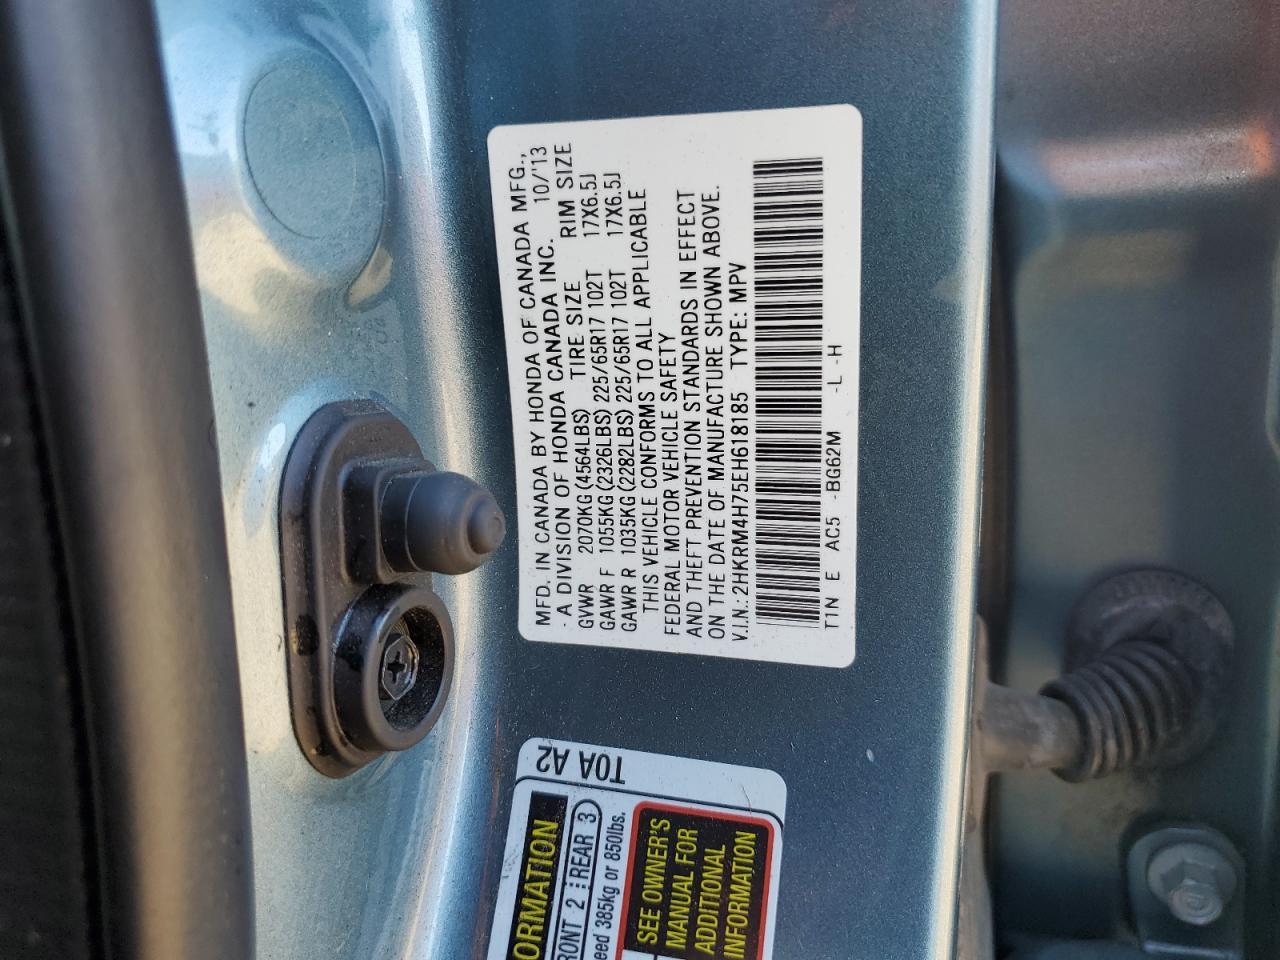 MFD. IN CANADA BY HONDA OF CANADA MFG.,
- A DIVISION OF HONDA CANADA INC. 10/'13
GVWR 2070KG (4564LBS) TIRE SIZE RIM SIZE
GAWR F 1055KG (2326LBS) 225/65R17 102T 17X6.5J
GAWR R 1035KG (2282LBS) 225/65R17 102T 17X6.5J
THIS VEHICLE CONFORMS TO ALL APPLICABLE
FEDERAL MOTOR VEHICLE SAFETY
AND THEFT PREVENTION STANDARDS IN EFFECT
ON THE DATE OF MANUFACTURE SHOWN ABOVE.
V.I.N.:2HKRM4H75EH618185 TYPE: MPV
T1N E AC5 -BG62M -L -H
T0A A2
ORMATION
RONT 2 REAR 3
eed 385kg or 850lbs.
SEE OWNER'S
MANUAL FOR
ADDITIONAL
INFORMATION